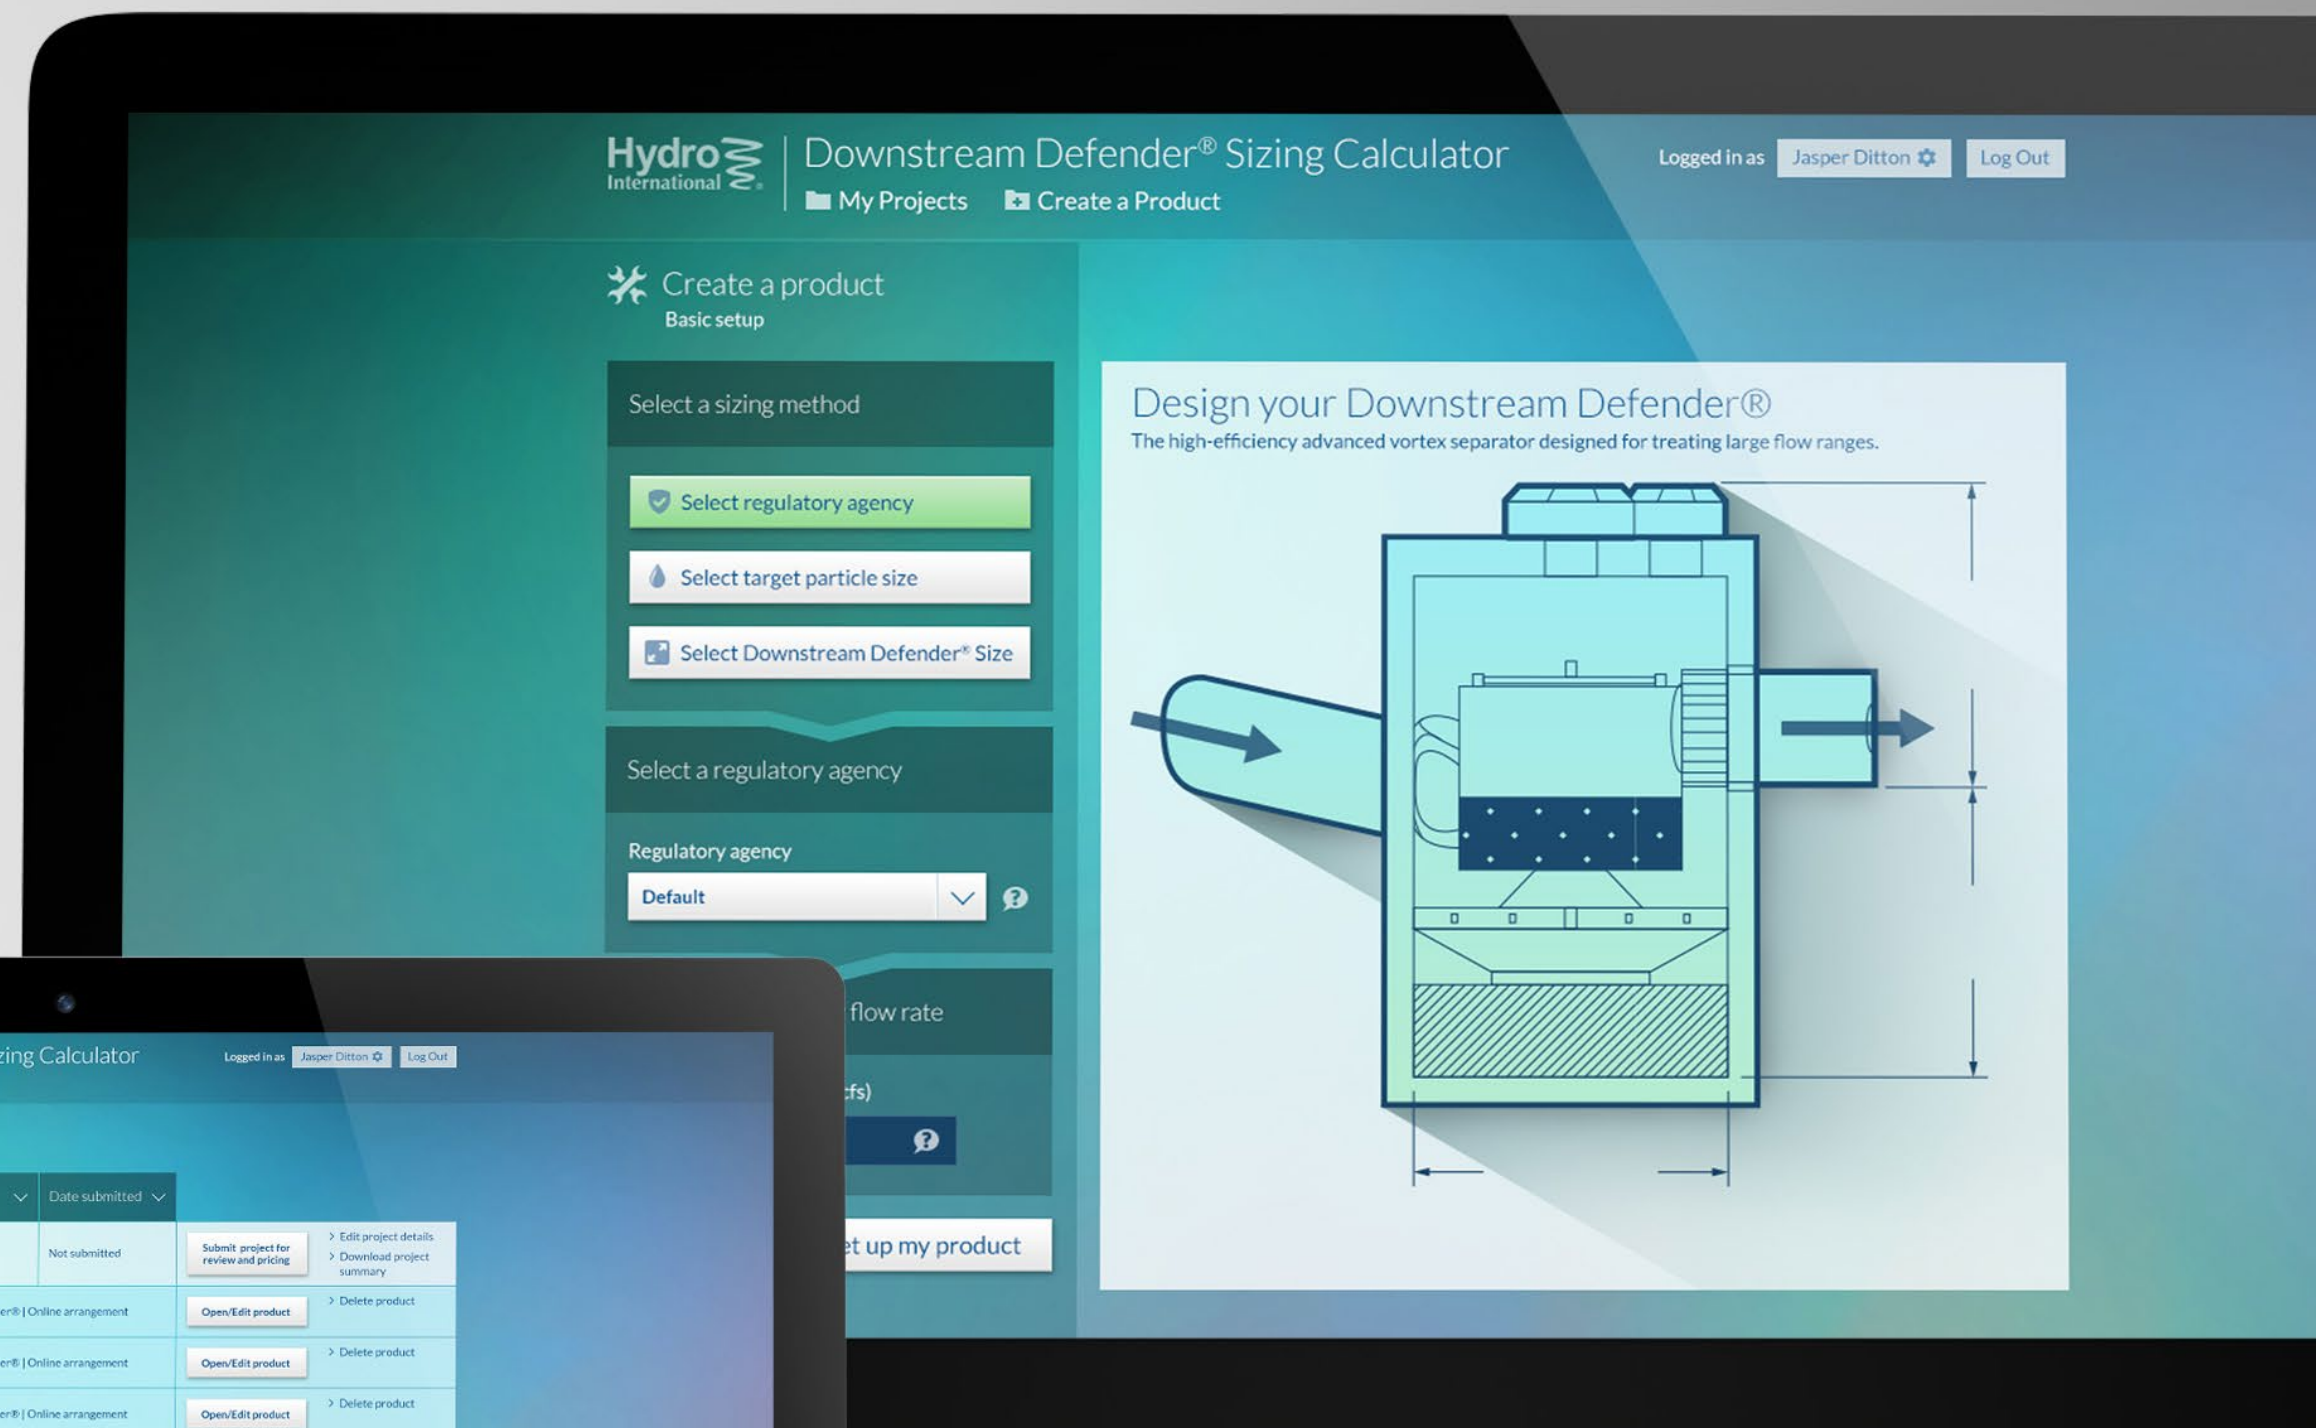 Hydro
International
Downstream Defender® Sizing Calculator
My Projects
Create a Product
Logged in as
Jasper Ditton
Log Out
Create a product
Basic setup
Select a sizing method
Select regulatory agency
Select target particle size
Select Downstream Defender® Size
Select a regulatory agency
Regulatory agency
Default
flow rate
cfs)
up my product
Design your Downstream Defender®
The high-efficiency advanced vortex separator designed for treating large flow ranges.
Calculator
Logged in as
Jasper Ditton
Log Out
Date submitted
Not submitted
Submit project for
review and pricing
> Edit project details
> Download project
summary
er® | Online arrangement
Open/Edit product
> Delete product
er® | Online arrangement
Open/Edit product
> Delete product
er® | Online arrangement
Open/Edit product
> Delete product